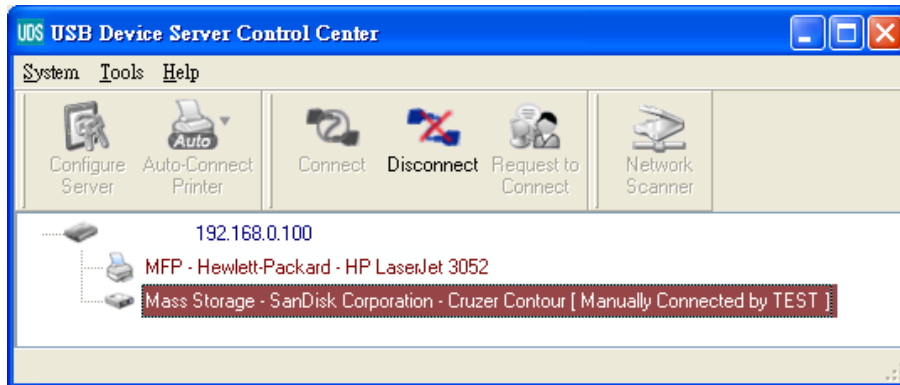 UDS USB Device Server Control Center
System Tools Help
Auto
Configure Server
Auto-Connect Printer
Connect
Disconnect
Request to Connect
Network Scanner
192.168.0.100
MFP - Hewlett-Packard - HP LaserJet 3052
Mass Storage - SanDisk Corporation - Cruzer Contour [ Manually Connected by TEST ]